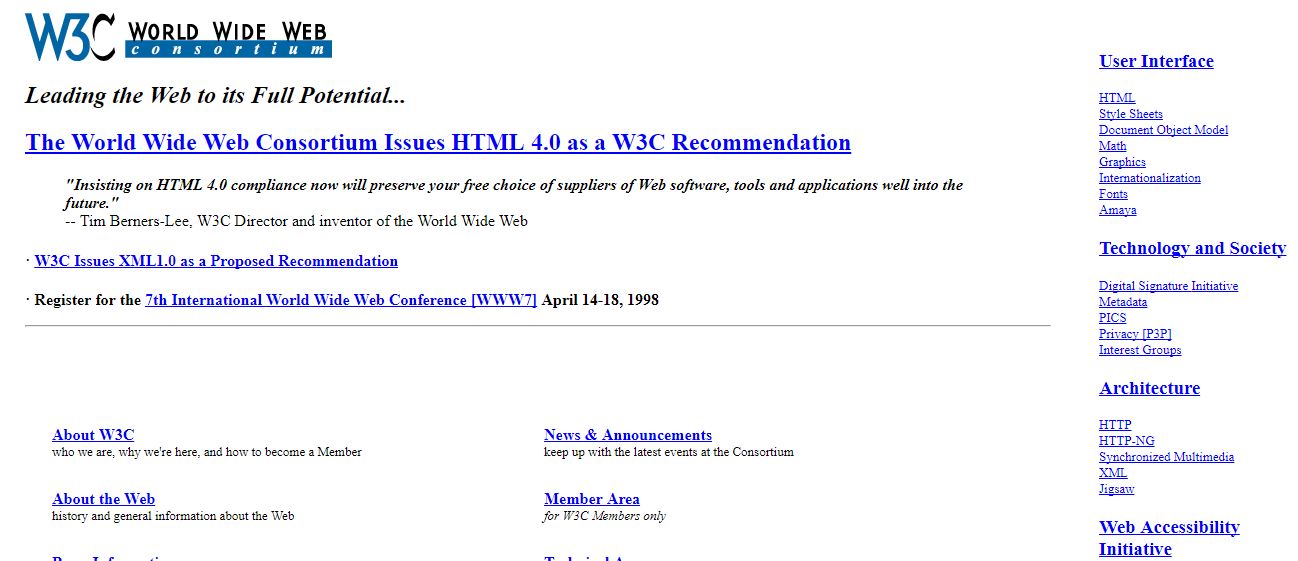 W3C WORLD WIDE WEB
consortium
Leading the Web to its Full Potential...
The World Wide Web Consortium Issues HTML 4.0 as a W3C Recommendation
"Insisting on HTML 4.0 compliance now will preserve your free choice of suppliers of Web software, tools and applications well into the
future."
-- Tim Berners-Lee, W3C Director and inventor of the World Wide Web
· W3C Issues XML1.0 as a Proposed Recommendation
· Register for the 7th International World Wide Web Conference [WWW7] April 14-18, 1998
About W3C
who we are, why we're here, and how to become a Member
News & Announcements
keep up with the latest events at the Consortium
About the Web
history and general information about the Web
Member Area
for W3C Members only
User Interface
HTML
Style Sheets
Document Object Model
Math
Graphics
Internationalization
Fonts
Amaya
Technology and Society
Digital Signature Initiative
Metadata
PICS
Privacy [P3P]
Interest Groups
Architecture
HTTP
HTTP-NG
Synchronized Multimedia
XML
Jigsaw
Web Accessibility
Initiative